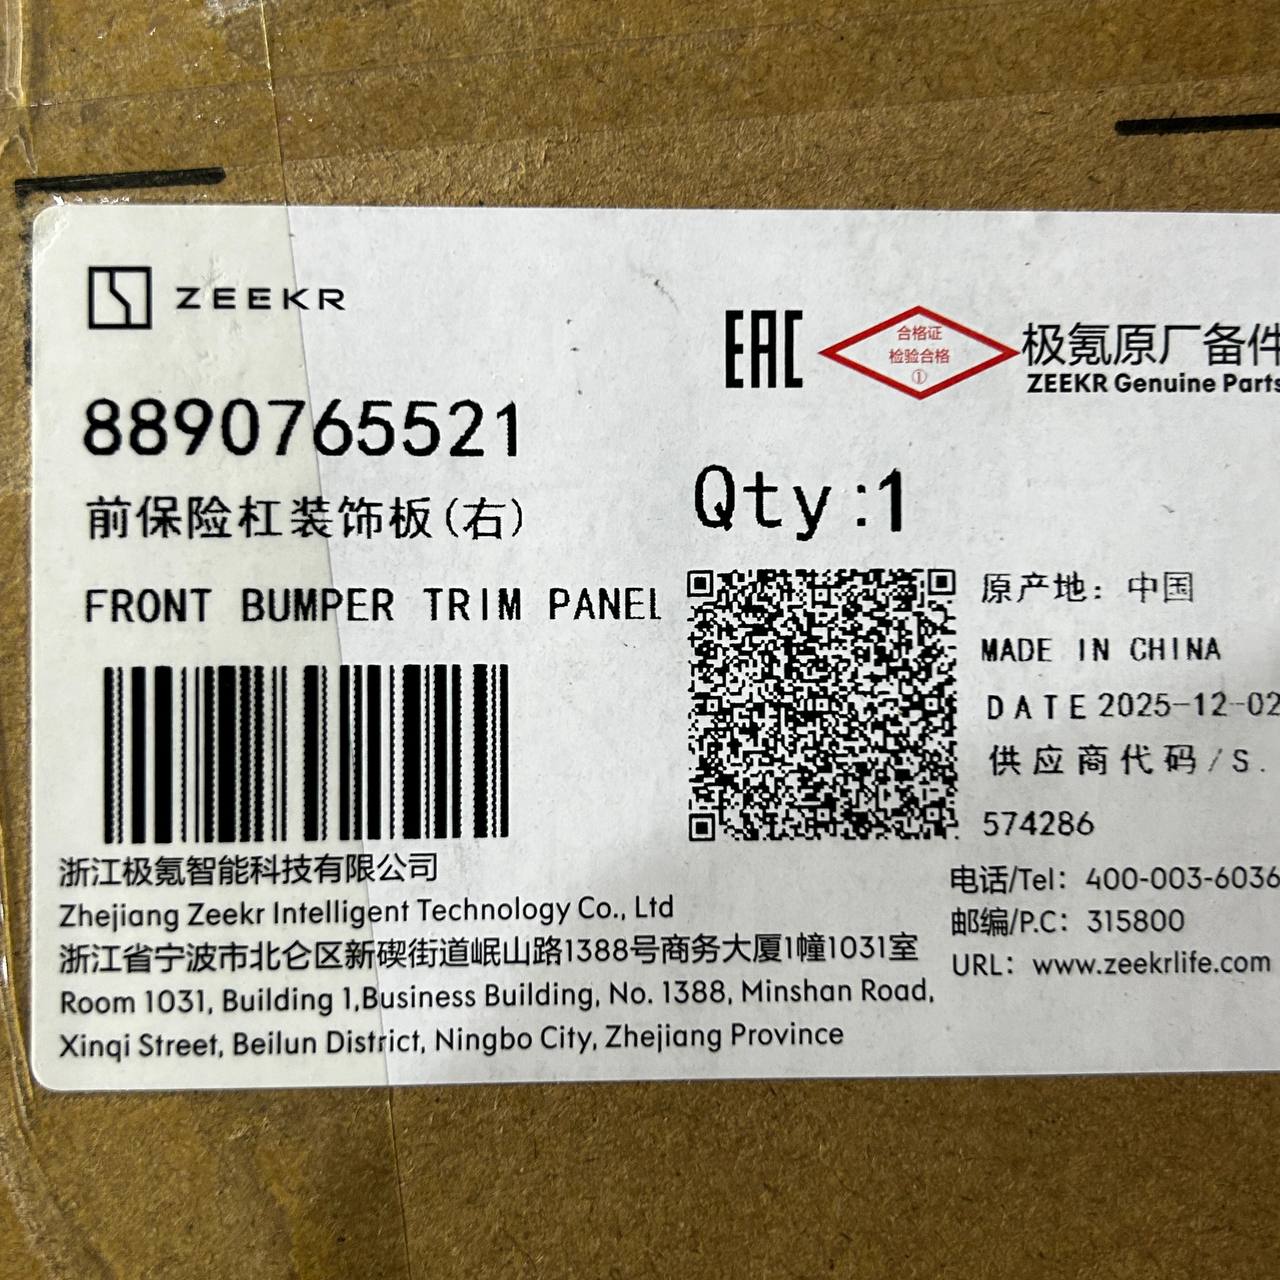 ZEEKR
EAC
合格证
检验合格
①
极氪原厂备件
ZEEKR Genuine Parts
8890765521
Qty:1
前保险杠装饰板(右)
FRONT BUMPER TRIM PANEL
原产地：中国
MADE IN CHINA
DATE 2025-12-02
供应商代码/S.
574286
浙江极氪智能科技有限公司
Zhejiang Zeekr Intelligent Technology Co., Ltd
浙江省宁波市北仑区新碶街道岷山路1388号商务大厦1幢1031室
Room 1031, Building 1,Business Building, No. 1388, Minshan Road,
Xinqi Street, Beilun District, Ningbo City, Zhejiang Province
电话/Tel：400-003-6036
邮编/P.C：315800
URL：www.zeekrlife.com